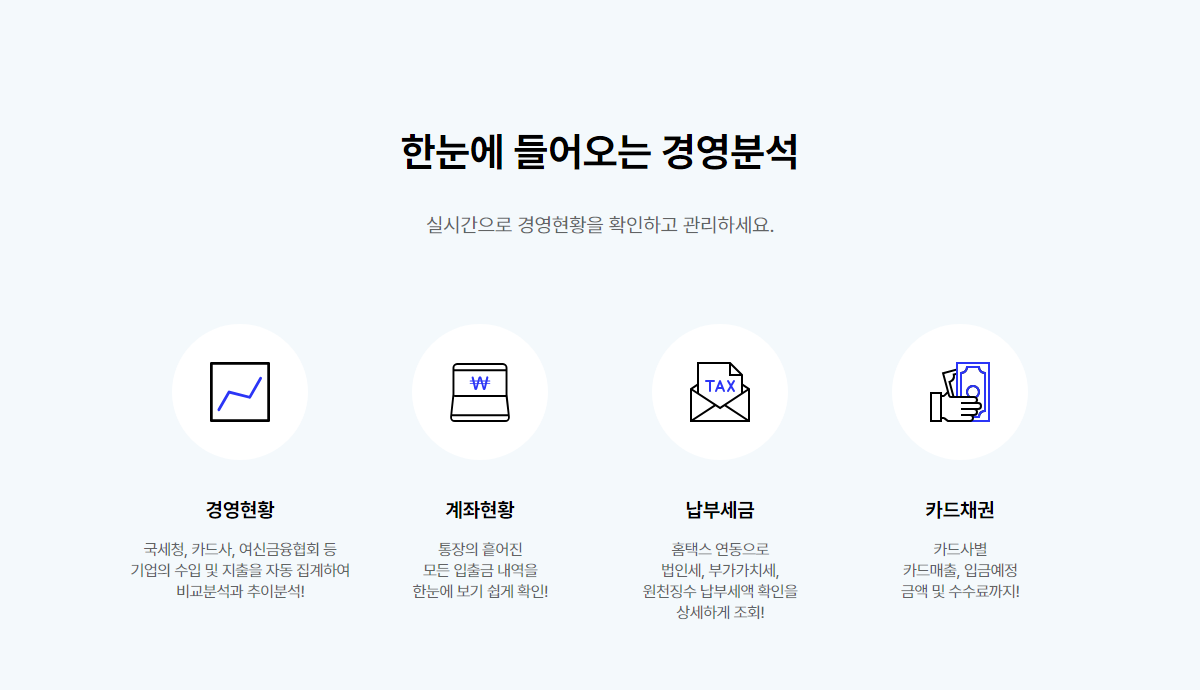 한눈에 들어오는 경영분석
실시간으로 경영현황을 확인하고 관리하세요.
₩
TAX
경영현황
국세청, 카드사, 여신금융협회 등
기업의 수입 및 지출을 자동 집계하여
비교분석과 추이분석!
계좌현황
통장의 흩어진
모든 입출금 내역을
한눈에 보기 쉽게 확인!
납부세금
홈택스 연동으로
법인세, 부가가치세,
원천징수 납부세액 확인을
상세하게 조회!
카드채권
카드사별
카드매출, 입금예정
금액 및 수수료까지!